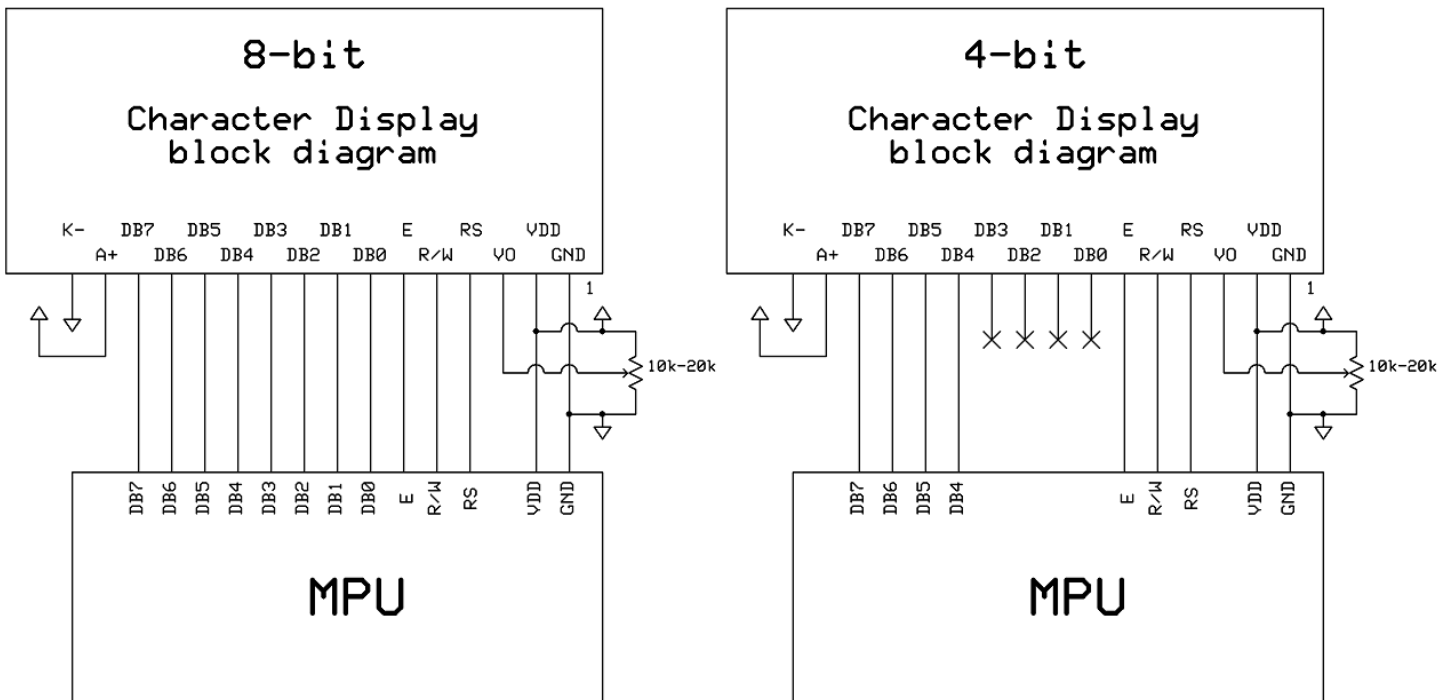 8-bit
Character Display
block diagram
K- DB7 DB5 DB3 DB1 E RS VDD
A+ DB6 DB4 DB2 DB0 R/W VO GND
1
10k-20k
DB7 DB6 DB5 DB4 DB3 DB2 DB1 DB0 E R/W RS VDD GND
MPU
4-bit
Character Display
block diagram
K- DB7 DB5 DB3 DB1 E RS VDD
A+ DB6 DB4 DB2 DB0 R/W VO GND
1
10k-20k
DB7 DB6 DB5 DB4 E R/W RS VDD GND
MPU